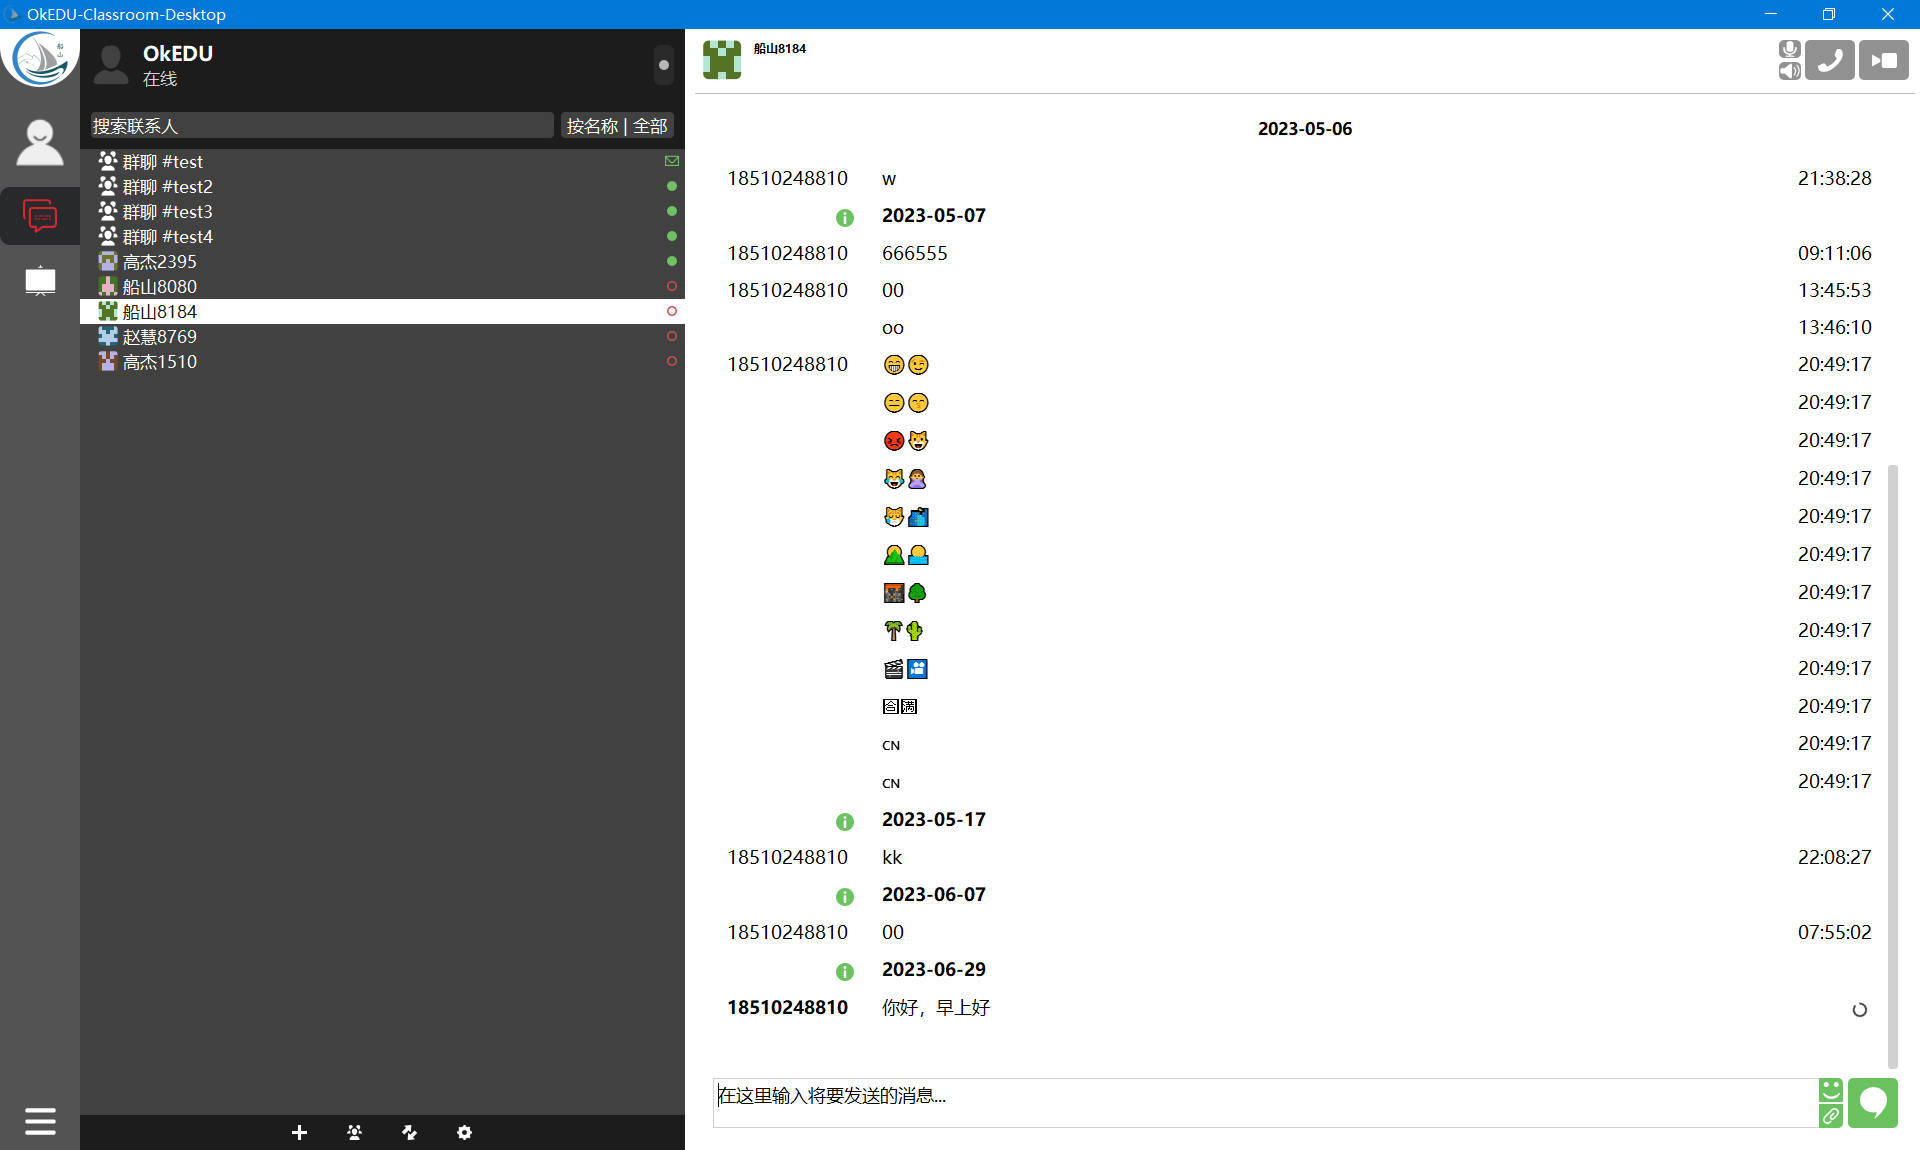 OkEDU-Classroom-Desktop
船山
OkEDU
在线
搜索联系人
按名称 | 全部
群聊 #test
群聊 #test2
群聊 #test3
群聊 #test4
高杰2395
船山8080
船山8184
赵慧8769
高杰1510
船山8184
2023-05-06
18510248810 w 21:38:28
2023-05-07
18510248810 666555 09:11:06
18510248810 00 13:45:53
oo 13:46:10
18510248810 😁😉 20:49:17
😑😙 20:49:17
😡😺 20:49:17
😹🙎 20:49:17
20:49:17
20:49:17
🌋🌳 20:49:17
🌴🌵 20:49:17
🎬🎦 20:49:17
🈴🈵 20:49:17
CN 20:49:17
CN 20:49:17
2023-05-17
18510248810 kk 22:08:27
2023-06-07
18510248810 00 07:55:02
2023-06-29
18510248810 你好，早上好
在这里输入将要发送的消息...